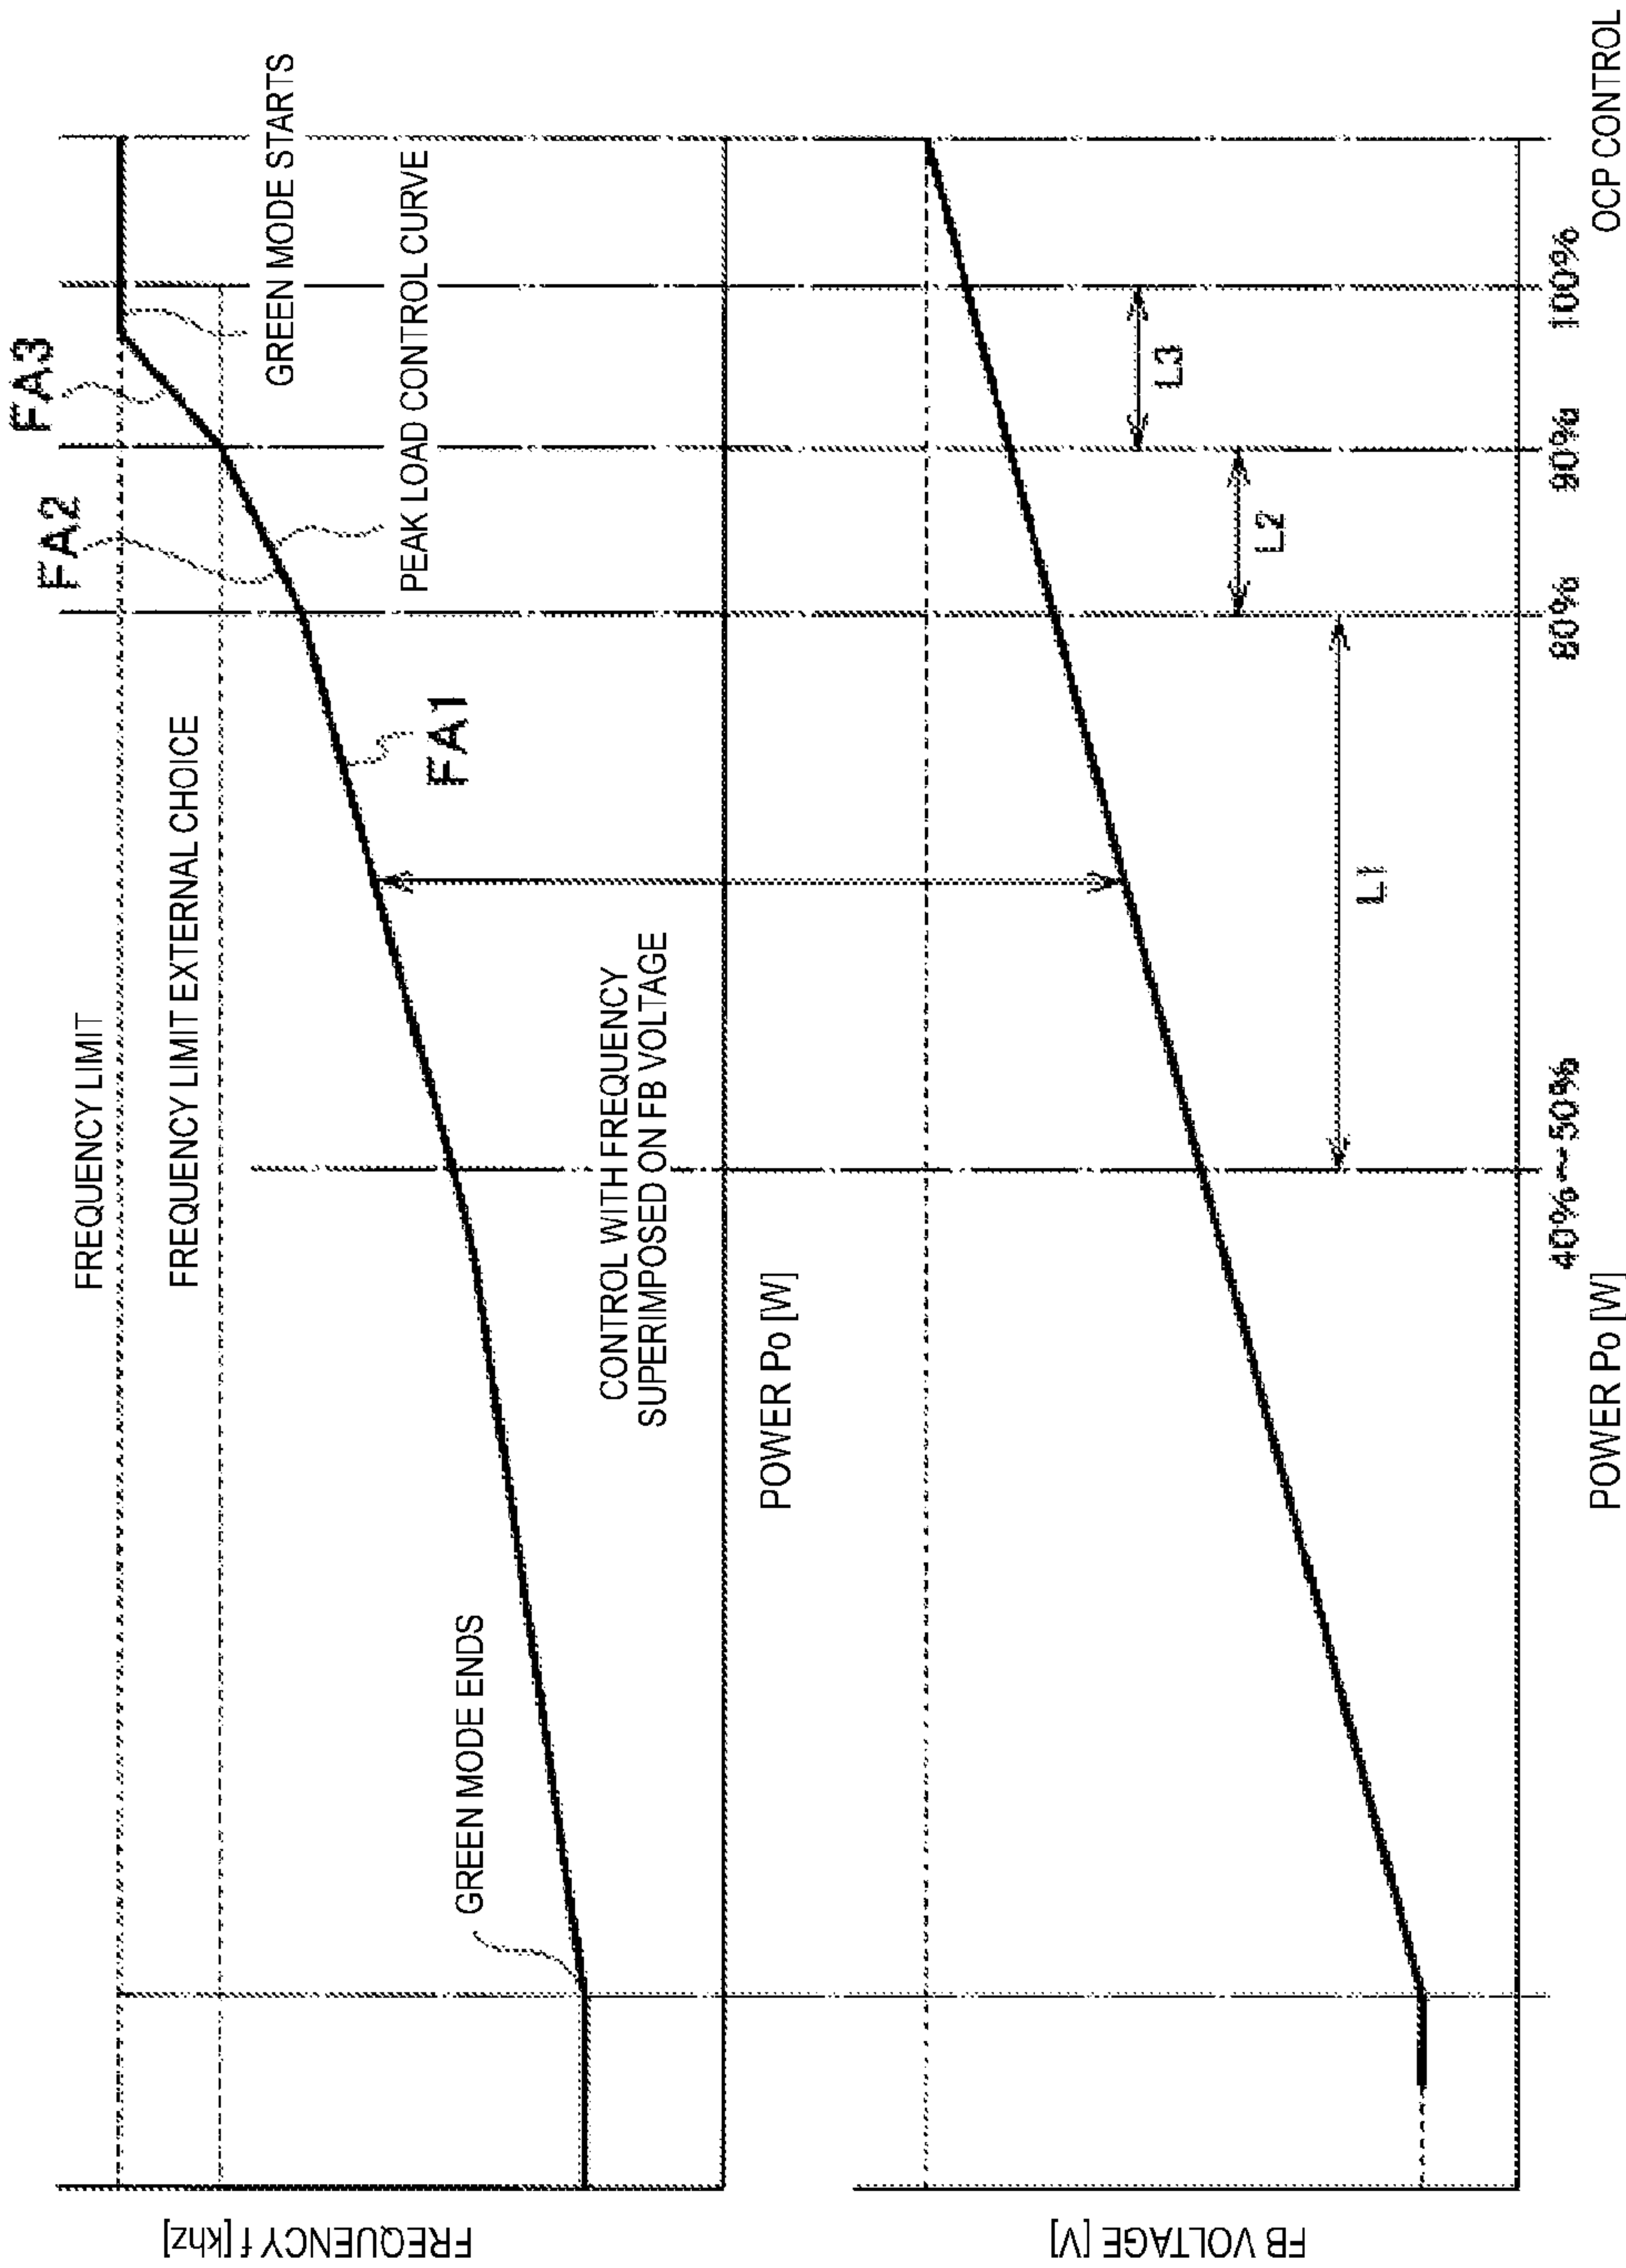 FREQUENCY f [khz]
FREQUENCY LIMIT
FREQUENCY LIMIT EXTERNAL CHOICE
FA3
FA2
FA1
GREEN MODE STARTS
PEAK LOAD CONTROL CURVE
GREEN MODE ENDS
CONTROL WITH FREQUENCY
SUPERIMPOSED ON FB VOLTAGE
POWER Po [W]
FB VOLTAGE [V]
L3
L2
L1
40%~50%
80%
90%
100%
POWER Po [W]
OCP CONTROL